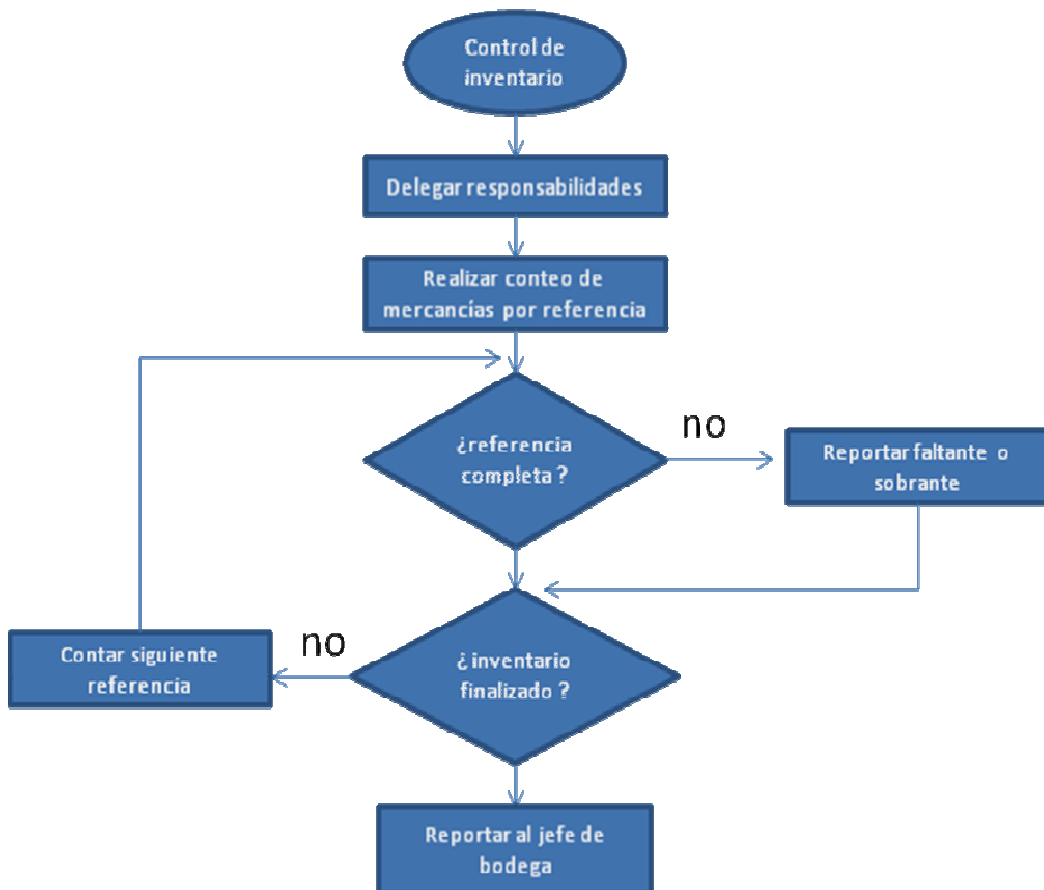 Control de
inventario
Delegar responsabilidades
Realizar conteo de
mercancías por referencia
¿referencia
completa?
no
Reportar faltante o
sobrante
¿inventario
finalizado?
no
Contar siguiente
referencia
Reportar al jefe de
bodega